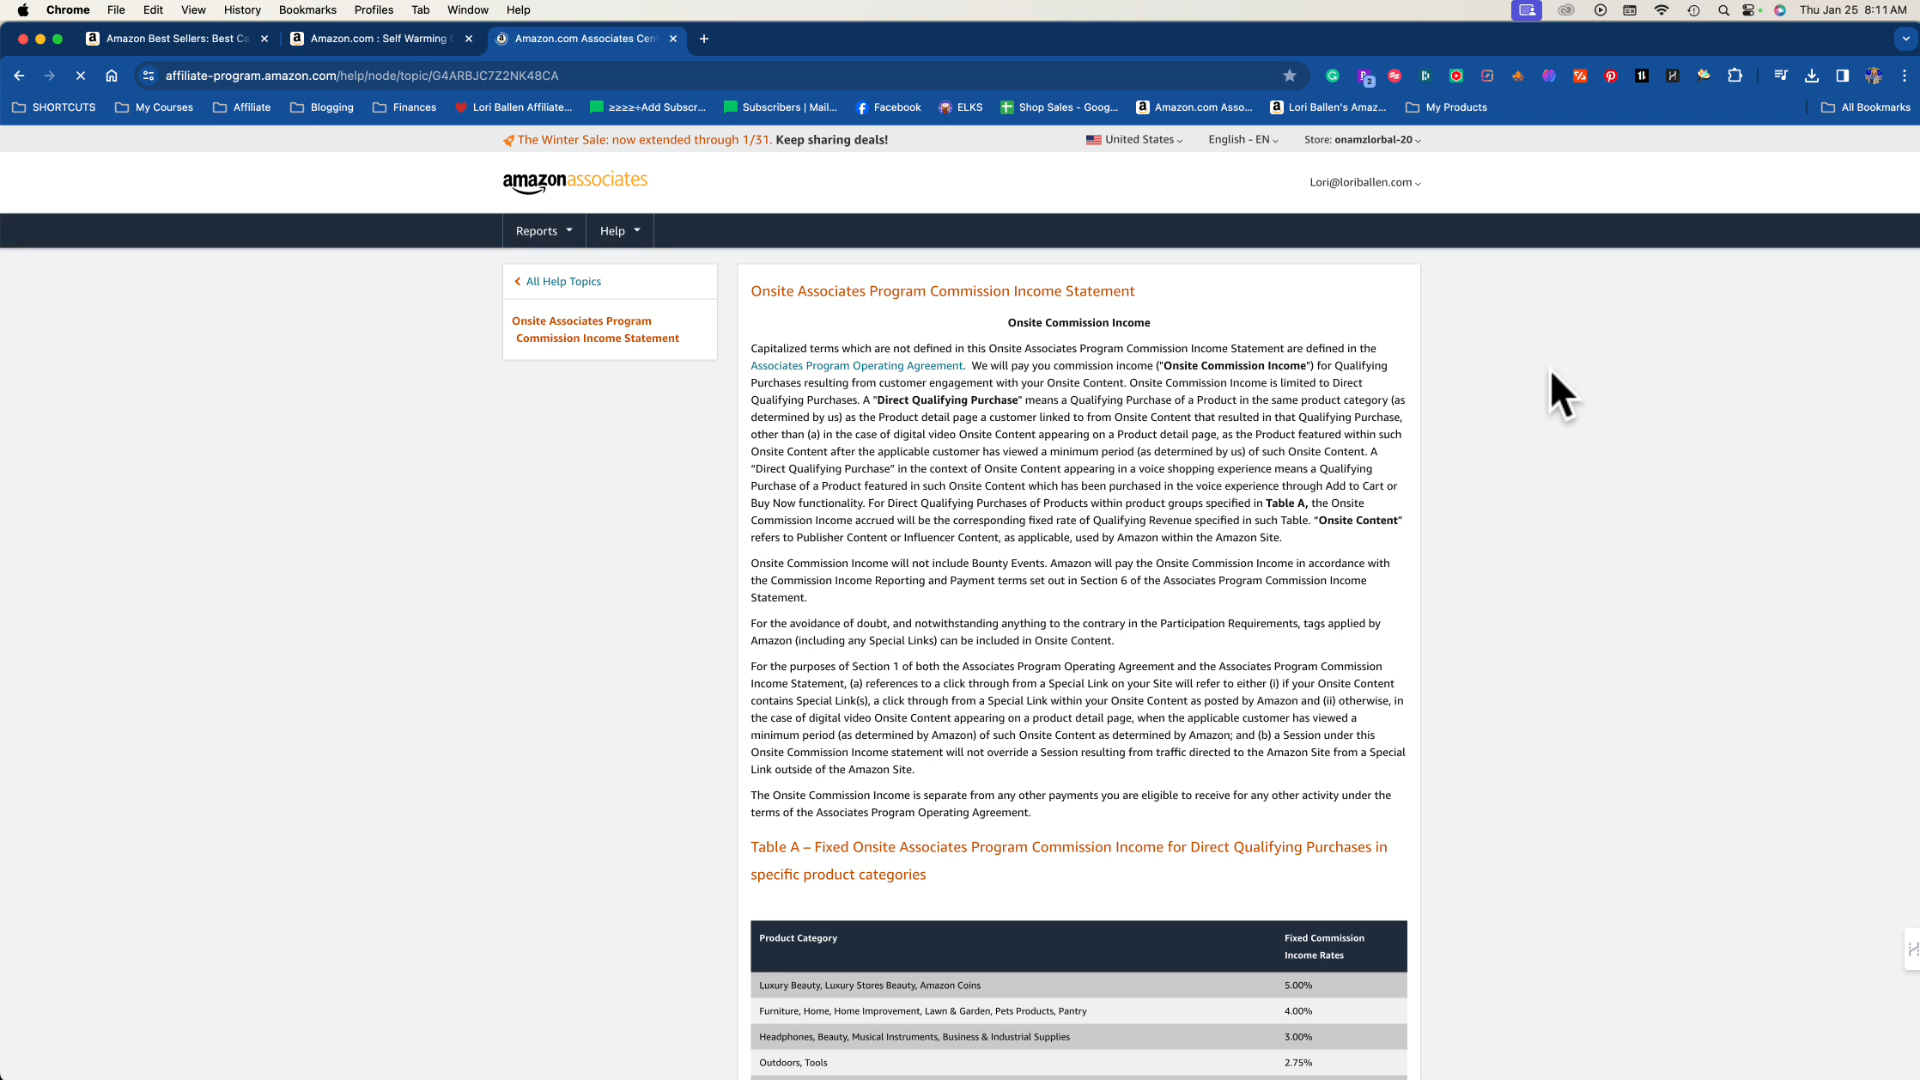 Chrome File Edit View History Bookmarks Profiles Tab Window Help Thu Jan 25 8:11 AM
Amazon Best Sellers: Best Ca Amazon.com : Self Warming C Amazon.com Associates Cen
affiliate-program.amazon.com/help/node/topic/G4ARBJC7Z2NK48CA
SHORTCUTS My Courses Affiliate Blogging Finances Lori Ballen Affiliate... ≥≥≥≥+Add Subscr... Subscribers | Mail... Facebook ELKS Shop Sales - Goog... Amazon.com Asso... Lori Ballen's Amaz... My Products All Bookmarks
The Winter Sale: now extended through 1/31. Keep sharing deals! United States English - EN Store: onamzlorbal-20
amazonassociates Lori@loriballen.com
Reports Help
All Help Topics
Onsite Associates Program
Commission Income Statement
Onsite Associates Program Commission Income Statement
Onsite Commission Income
Capitalized terms which are not defined in this Onsite Associates Program Commission Income Statement are defined in the
Associates Program Operating Agreement. We will pay you commission income ("Onsite Commission Income") for Qualifying
Purchases resulting from customer engagement with your Onsite Content. Onsite Commission Income is limited to Direct
Qualifying Purchases. A "Direct Qualifying Purchase" means a Qualifying Purchase of a Product in the same product category (as
determined by us) as the Product detail page a customer linked to from Onsite Content that resulted in that Qualifying Purchase,
other than (a) in the case of digital video Onsite Content appearing on a Product detail page, as the Product featured within such
Onsite Content after the applicable customer has viewed a minimum period (as determined by us) of such Onsite Content. A
“Direct Qualifying Purchase” in the context of Onsite Content appearing in a voice shopping experience means a Qualifying
Purchase of a Product featured in such Onsite Content which has been purchased in the voice experience through Add to Cart or
Buy Now functionality. For Direct Qualifying Purchases of Products within product groups specified in Table A, the Onsite
Commission Income accrued will be the corresponding fixed rate of Qualifying Revenue specified in such Table. “Onsite Content”
refers to Publisher Content or Influencer Content, as applicable, used by Amazon within the Amazon Site.
Onsite Commission Income will not include Bounty Events. Amazon will pay the Onsite Commission Income in accordance with
the Commission Income Reporting and Payment terms set out in Section 6 of the Associates Program Commission Income
Statement.
For the avoidance of doubt, and notwithstanding anything to the contrary in the Participation Requirements, tags applied by
Amazon (including any Special Links) can be included in Onsite Content.
For the purposes of Section 1 of both the Associates Program Operating Agreement and the Associates Program Commission
Income Statement, (a) references to a click through from a Special Link on your Site will refer to either (i) if your Onsite Content
contains Special Link(s), a click through from a Special Link within your Onsite Content as posted by Amazon and (ii) otherwise, in
the case of digital video Onsite Content appearing on a product detail page, when the applicable customer has viewed a
minimum period (as determined by Amazon) of such Onsite Content as determined by Amazon; and (b) a Session under this
Onsite Commission Income statement will not override a Session resulting from traffic directed to the Amazon Site from a Special
Link outside of the Amazon Site.
The Onsite Commission Income is separate from any other payments you are eligible to receive for any other activity under the
terms of the Associates Program Operating Agreement.
Table A – Fixed Onsite Associates Program Commission Income for Direct Qualifying Purchases in
specific product categories
Product Category Fixed Commission
Income Rates
Luxury Beauty, Luxury Stores Beauty, Amazon Coins 5.00%
Furniture, Home, Home Improvement, Lawn & Garden, Pets Products, Pantry 4.00%
Headphones, Beauty, Musical Instruments, Business & Industrial Supplies 3.00%
Outdoors, Tools 2.75%